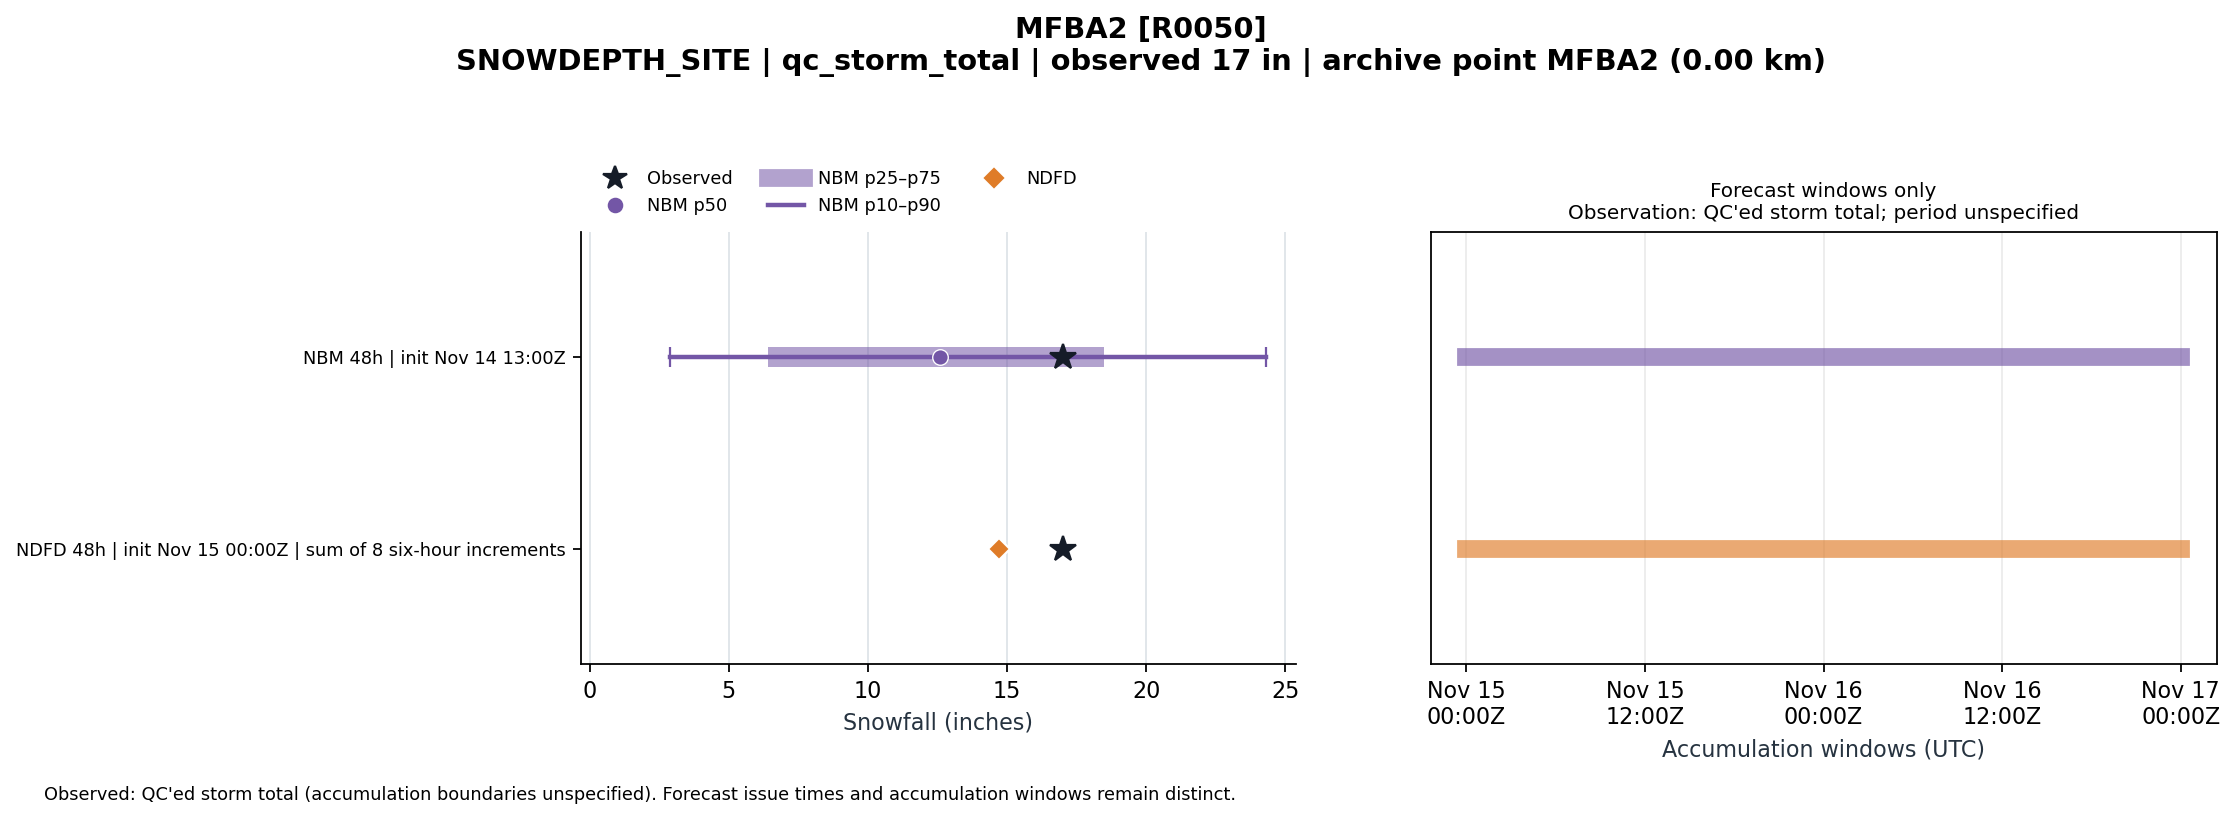 MFBA2 [R0050]
SNOWDEPTH_SITE | qc_storm_total | observed 17 in | archive point MFBA2 (0.00 km)
Observed
NBM p50
NBM p25–p75
NBM p10–p90
NDFD
NBM 48h | init Nov 14 13:00Z
NDFD 48h | init Nov 15 00:00Z | sum of 8 six-hour increments
0 5 10 15 20 25
Snowfall (inches)
Forecast windows only
Observation: QC'ed storm total; period unspecified
Nov 15 Nov 15 Nov 16 Nov 16 Nov 17
00:00Z 12:00Z 00:00Z 12:00Z 00:00Z
Accumulation windows (UTC)
Observed: QC'ed storm total (accumulation boundaries unspecified). Forecast issue times and accumulation windows remain distinct.